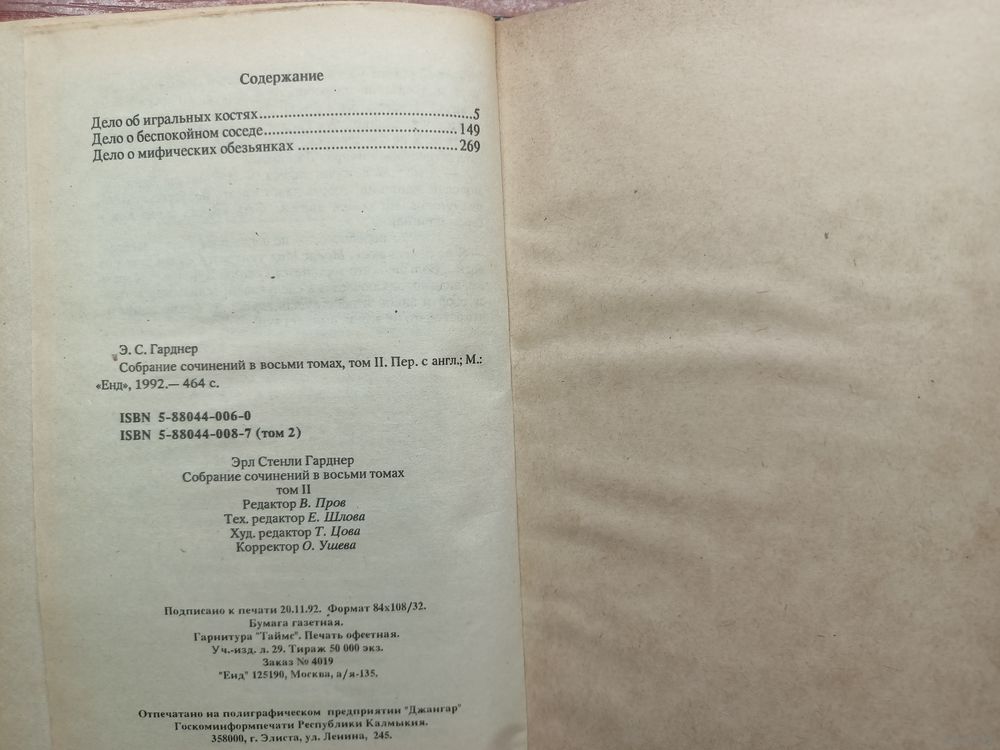 Содержание
Дело об игральных костях................................5
Дело о беспокойном соседе..............................149
Дело о мифических обезьянках .........................269
Э. С. Гарднер
Собрание сочинений в восьми томах, том II. Пер. с англ.; М.:
«Енд», 1992.— 464 с.
ISBN 5-88044-006-0
ISBN 5-88044-008-7 (том 2)
Эрл Стенли Гарднер
Собрание сочинений в восьми томах
том II
Редактор В. Пров
Тех. редактор Е. Шлова
Худ. редактор Т. Цова
Корректор О. Ушева
Подписано к печати 20.11.92. Формат 84х108/32.
Бумага газетная.
Гарнитура "Таймс". Печать офсетная.
Уч.-изд. л. 29. Тираж 50 000 экз.
Заказ № 4019
"Енд" 125190, Москва, а/я-135.
Отпечатано на полиграфическом предприятии "Джангар"
Госкоминформпечати Республики Калмыкия.
358000, г. Элиста, ул. Ленина, 245.